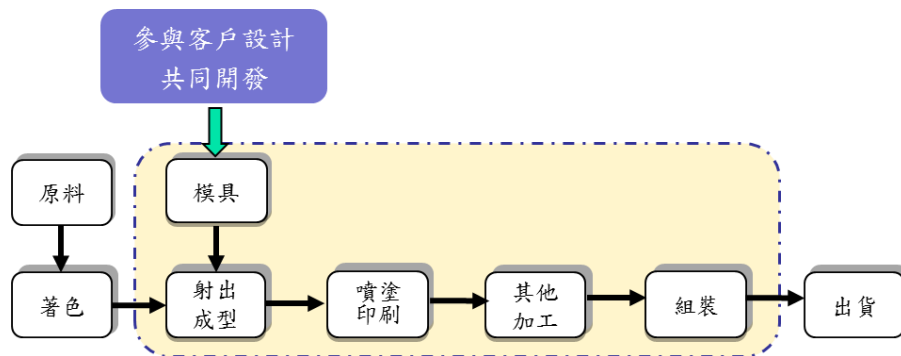 參與客戶設計
共同開發
原料
模具
著色
射出
成型
噴塗
印刷
其他
加工
組裝
出貨